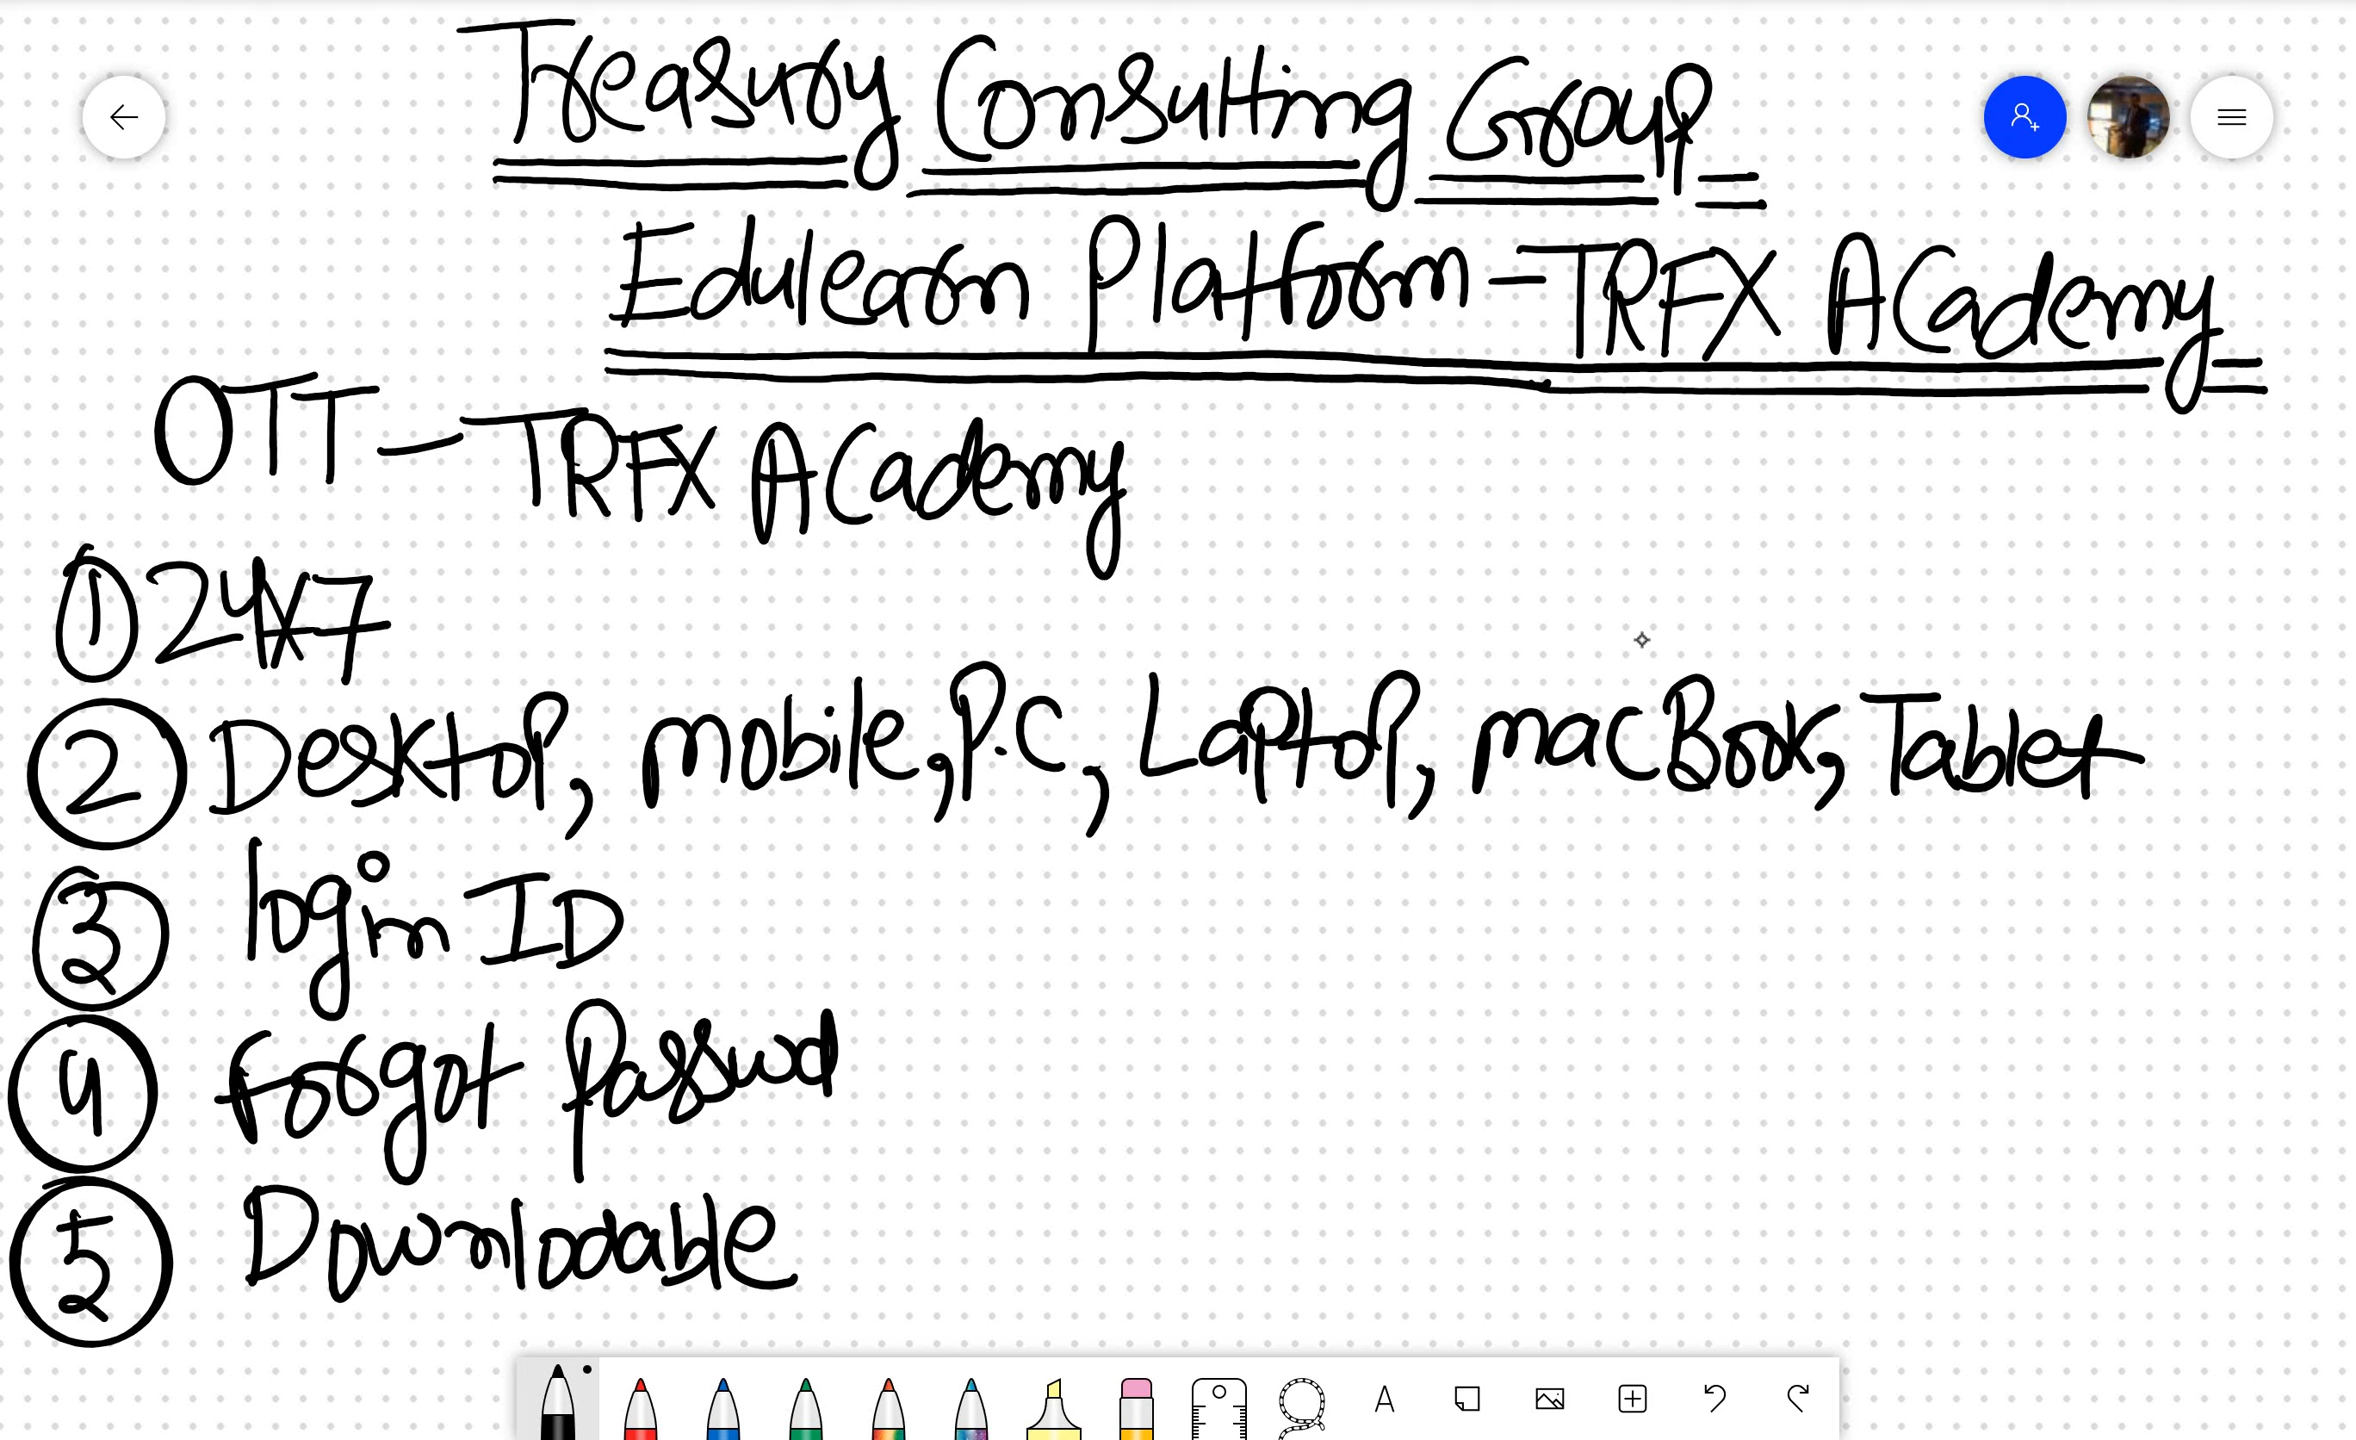 Treasury Consulting Group
Edulearn Platform - TRFX Academy
OTT - TRFX Academy
① 24x7
② Desktop, mobile, P.C, Laptop, macBook, Tablet
③ login ID
④ forgot Passwd
⑤ Downlodable
A